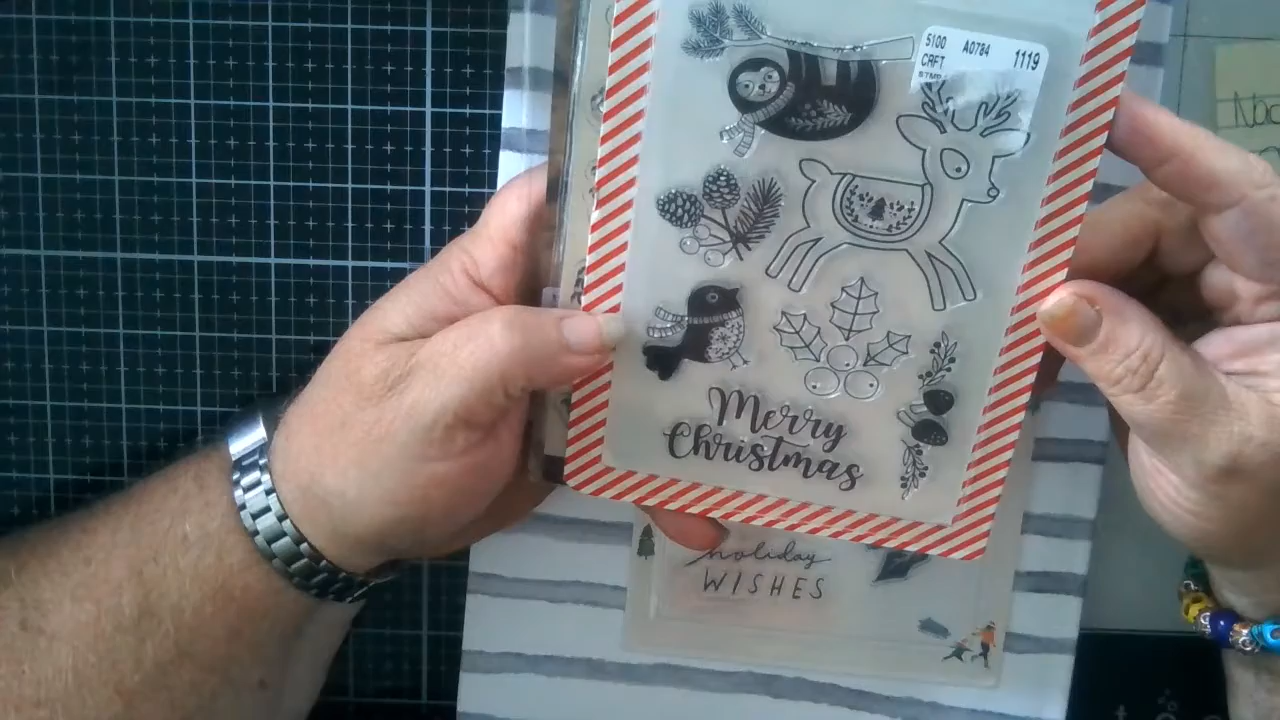 5100 A0784 1119
CRFT
Merry
Christmas
holiday
WISHES